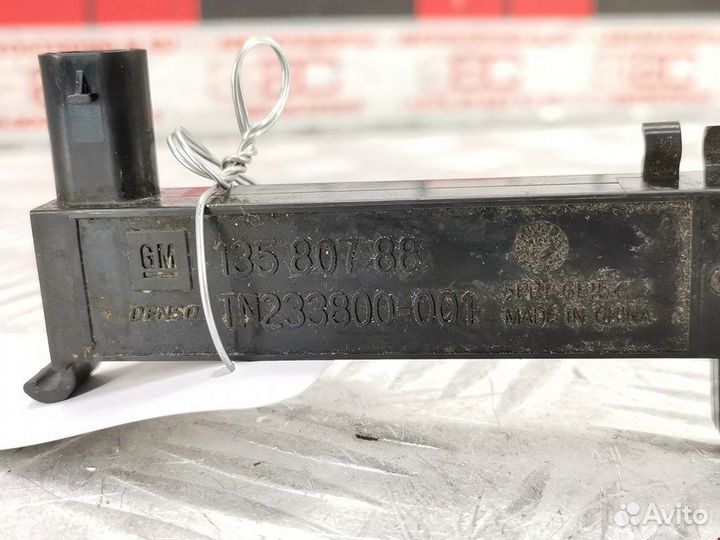 GM 135 807 88
DENSO TN233800-001
MADE IN CHINA
Avito